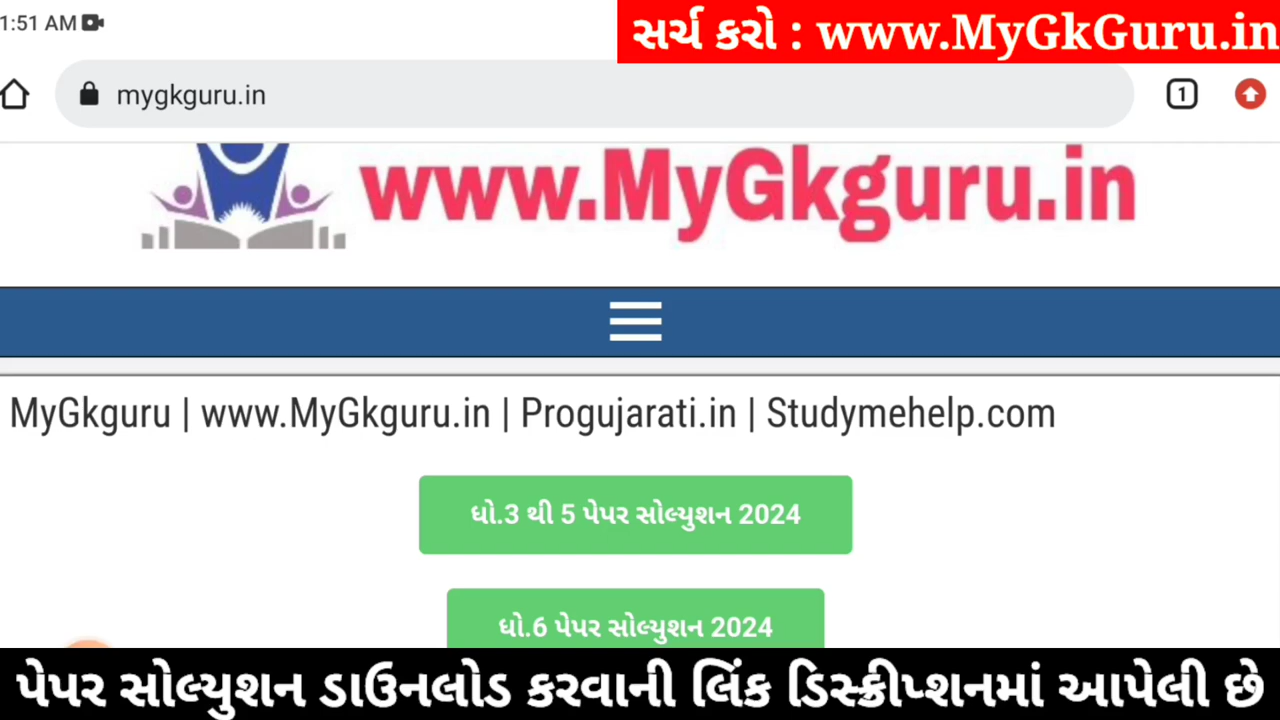 1:51 AM
સર્ચ કરો : www.MyGkGuru.in
mygkguru.in
1
www.MyGkguru.in
MyGkguru | www.MyGkguru.in | Progujarati.in | Studymehelp.com
ધો.3 થી 5 પેપર સોલ્યુશન 2024
ધો.6 પેપર સોલ્યુશન 2024
પેપર સોલ્યુશન ડાઉનલોડ કરવાની લિંક ડિસ્ક્રીપ્શનમાં આપેલી છે